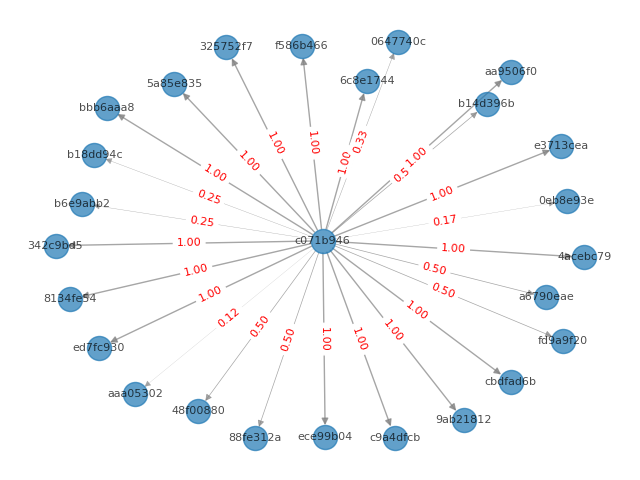 0647740c
f586b466
325752f7
aa9506f0
6c8e1744
5a85e835
b14d396b
bbb6aaa8
1.00
1.00
0.33
e3713cea
b18dd94c
1.00
1.00
1.00
0.5
1.00
1.00
0.25
0ab8e93e
b6e9abb2
0.25
0.17
c071b946
342c9bd5
1.00
1.00
4acebc79
1.00
0.50
8134fe54
1.00
0.50
a6790eae
0.12
0.50
0.50
1.00
1.00
1.00
1.00
fd9a9f20
ed7fc930
cbdfad6b
aaa05302
48f00880
9ab21812
88fe312a
ece99b04
c9a4dfcb